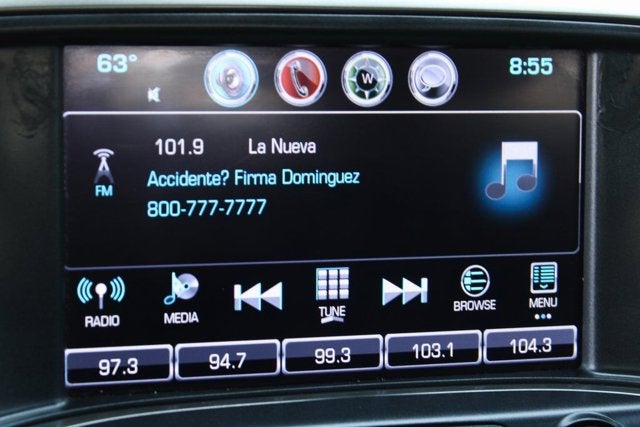 63°
W
8:55
101.9 La Nueva
Accidente? Firma Dominguez
800-777-7777
FM
RADIO
MEDIA
TUNE
BROWSE
MENU
97.3
94.7
99.3
103.1
104.3